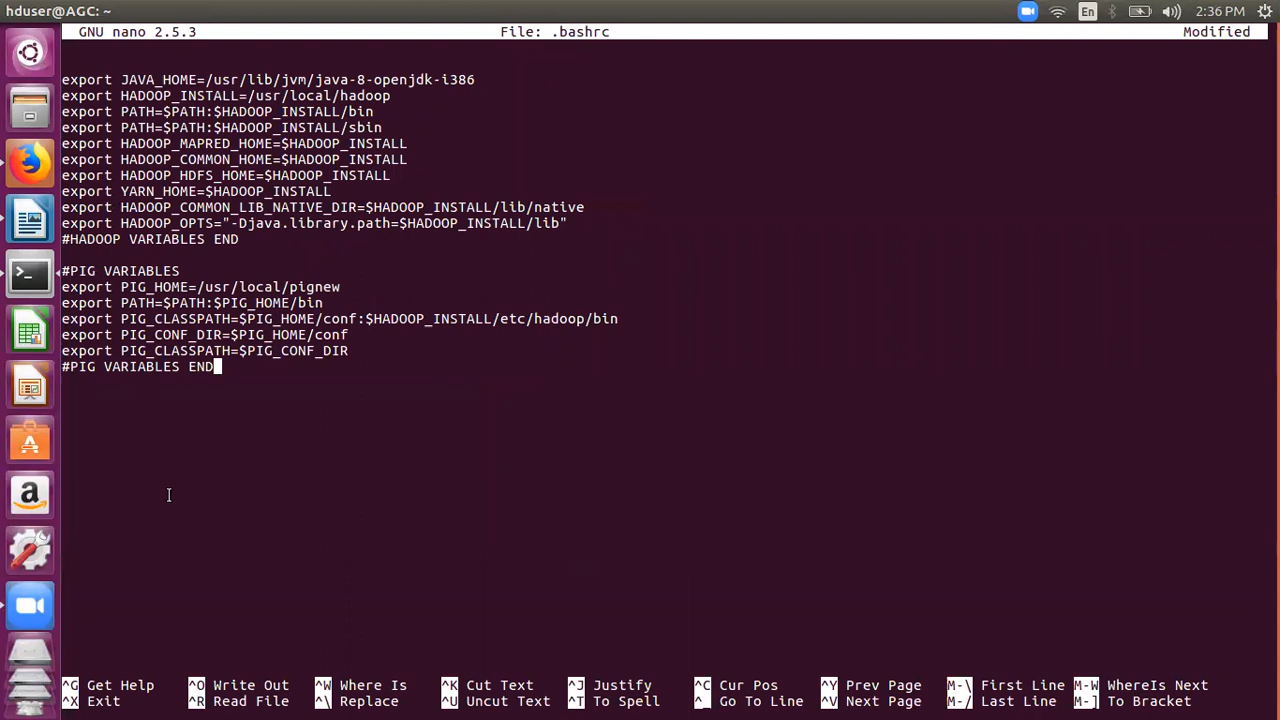 hduser@AGC: ~
En
2:36 PM
GNU nano 2.5.3 File: .bashrc Modified
export JAVA_HOME=/usr/lib/jvm/java-8-openjdk-i386
export HADOOP_INSTALL=/usr/local/hadoop
export PATH=$PATH:$HADOOP_INSTALL/bin
export PATH=$PATH:$HADOOP_INSTALL/sbin
export HADOOP_MAPRED_HOME=$HADOOP_INSTALL
export HADOOP_COMMON_HOME=$HADOOP_INSTALL
export HADOOP_HDFS_HOME=$HADOOP_INSTALL
export YARN_HOME=$HADOOP_INSTALL
export HADOOP_COMMON_LIB_NATIVE_DIR=$HADOOP_INSTALL/lib/native
export HADOOP_OPTS="-Djava.library.path=$HADOOP_INSTALL/lib"
#HADOOP VARIABLES END
#PIG VARIABLES
export PIG_HOME=/usr/local/pignew
export PATH=$PATH:$PIG_HOME/bin
export PIG_CLASSPATH=$PIG_HOME/conf:$HADOOP_INSTALL/etc/hadoop/bin
export PIG_CONF_DIR=$PIG_HOME/conf
export PIG_CLASSPATH=$PIG_CONF_DIR
#PIG VARIABLES END
^G Get Help ^O Write Out ^W Where Is ^K Cut Text ^J Justify ^C Cur Pos ^Y Prev Page M-\ First Line M-W WhereIs Next
^X Exit ^R Read File ^\ Replace ^U Uncut Text ^T To Spell ^_ Go To Line ^V Next Page M-/ Last Line M-] To Bracket